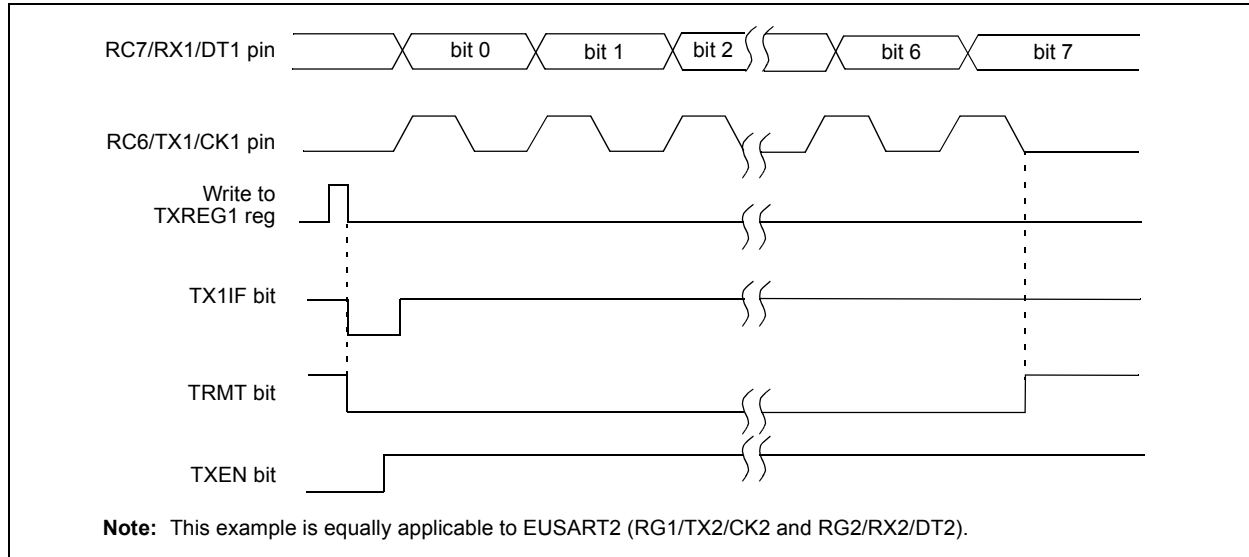 RC7/RX1/DT1 pin
bit 0
bit 1
bit 2
bit 6
bit 7
RC6/TX1/CK1 pin
Write to
TXREG1 reg
TX1IF bit
TRMT bit
TXEN bit
Note: This example is equally applicable to EUSART2 (RG1/TX2/CK2 and RG2/RX2/DT2).